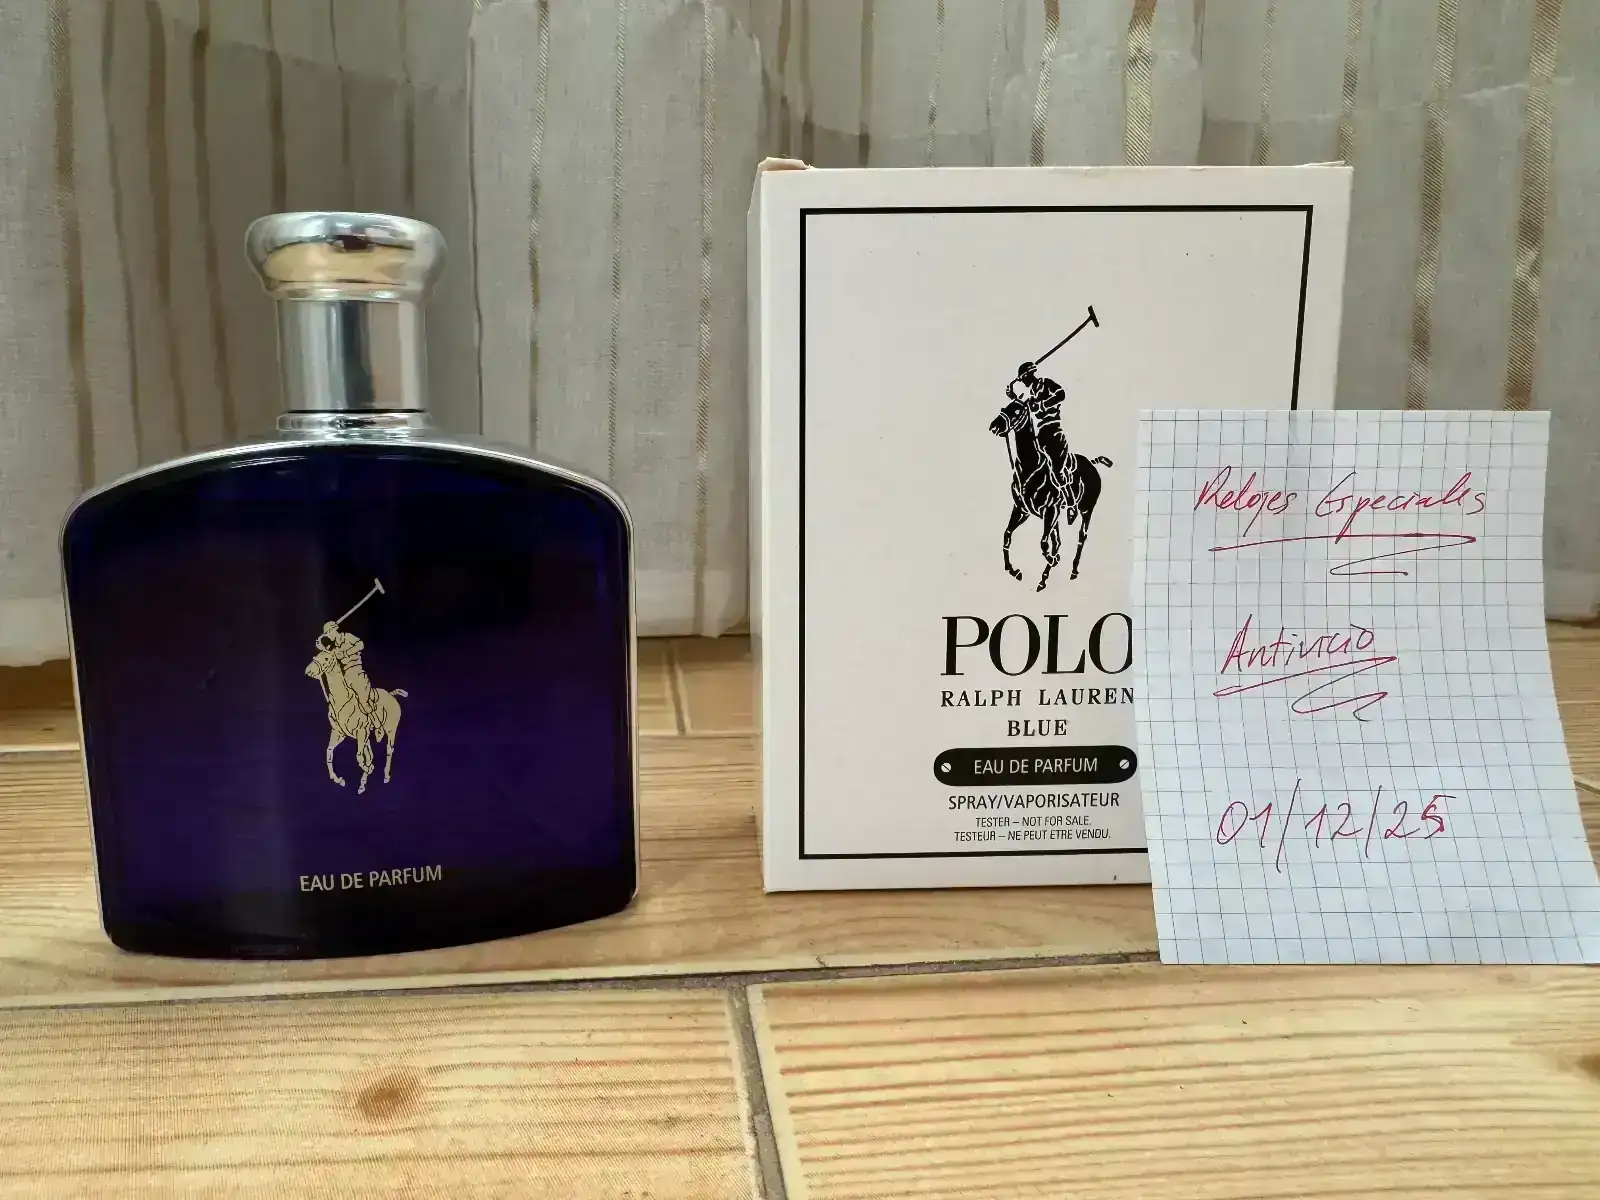 EAU DE PARFUM
POLO
RALPH LAUREN
BLUE
EAU DE PARFUM
SPRAY/VAPORISATEUR
TESTER – NOT FOR SALE.
TESTEUR – NE PEUT ETRE VENDU.
Relojes Especiales
Antivicio
01/12/25